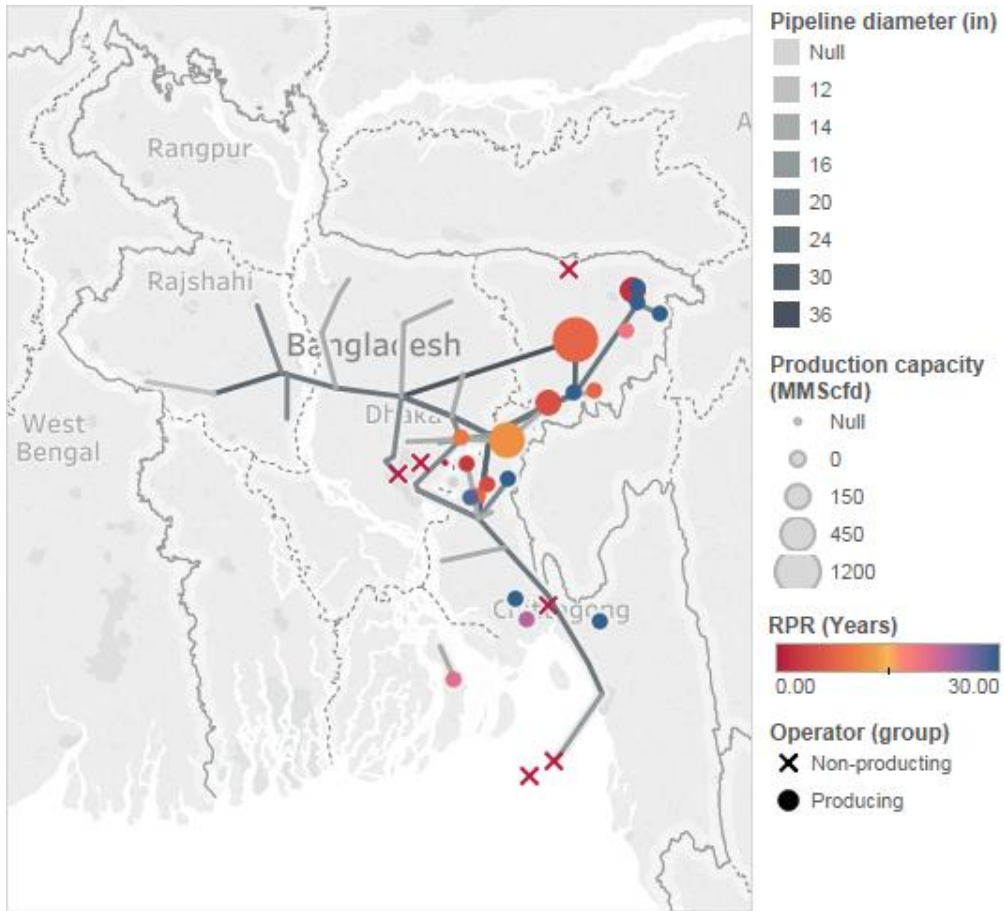 Rangpur
Rajshahi
Bangladesh
Dhaka
West
Bengal
Chittagong
A
Pipeline diameter (in)
Null
12
14
16
20
24
30
36
Production capacity
(MMScfd)
Null
0
150
450
1200
RPR (Years)
0.00 30.00
Operator (group)
Non-producting
Producing